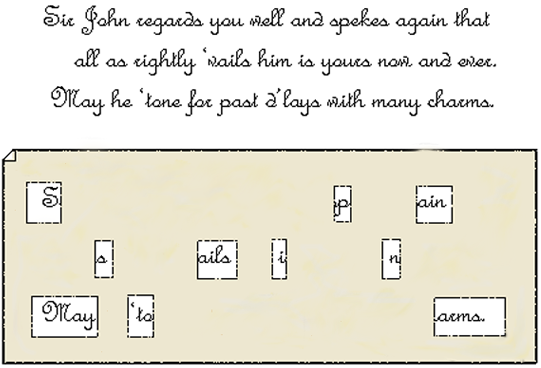 Sir John regards you well and spekes again that
all as rightly 'vails him is yours now and ever.
May he 'tone for past d'lays with many charms.
S p ain
s ails i n
May 'to arms.